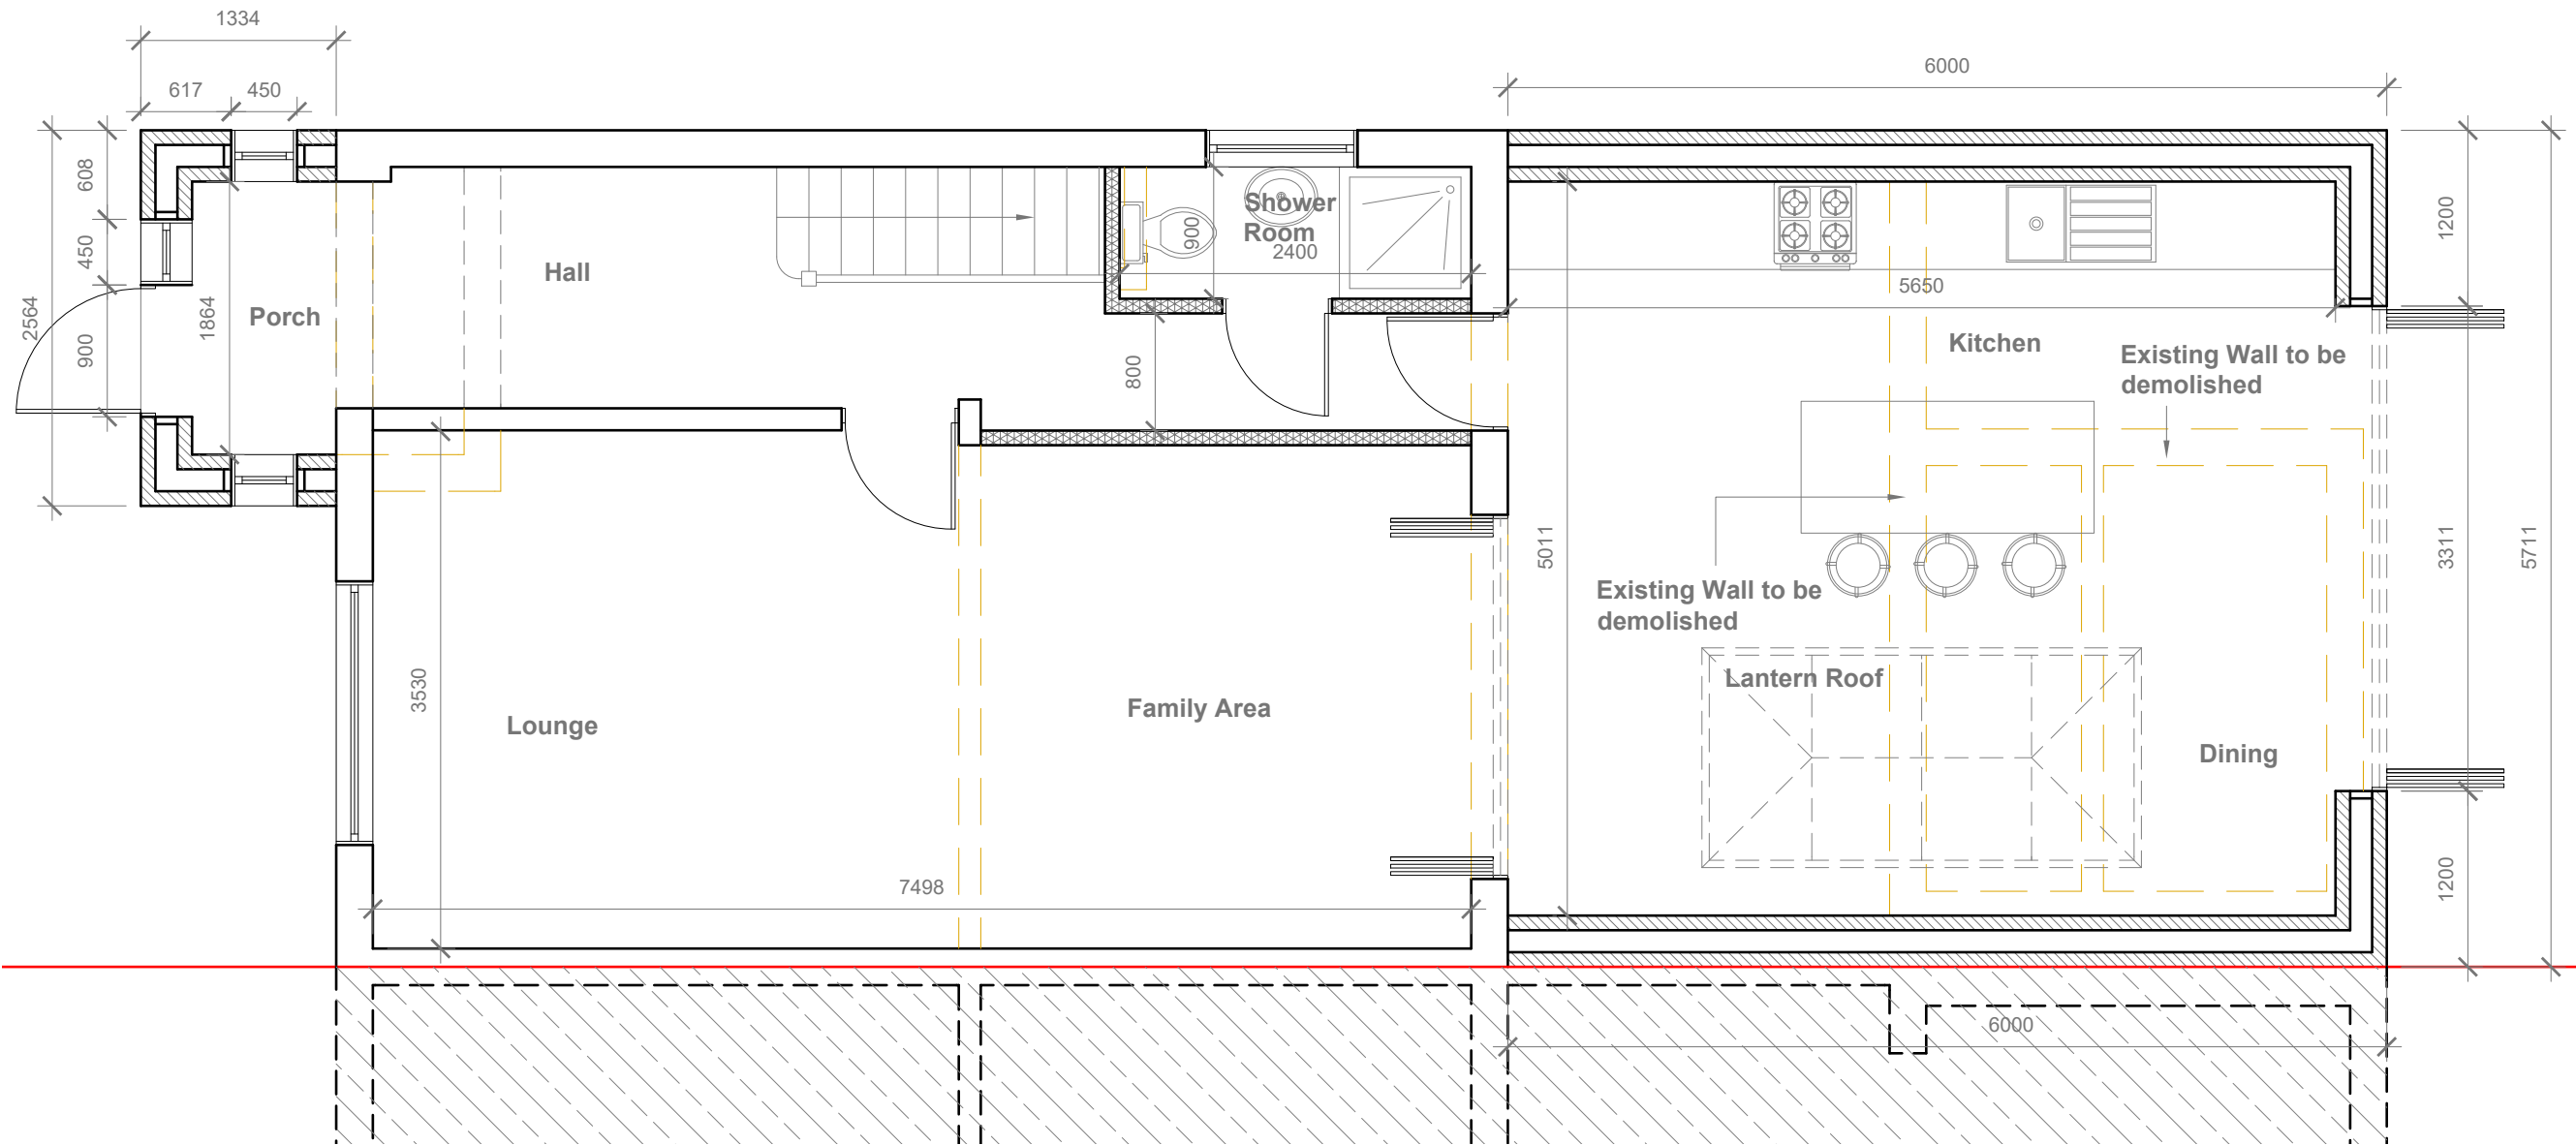 1334
6000
617
450
608
450
900
2564
1864
Porch
Hall
Shower
Room
900
2400
800
5650
Kitchen
Existing Wall to be
demolished
1200
3311
5711
1200
5011
Existing Wall to be
demolished
Lantern Roof
Dining
3530
Lounge
Family Area
7498
6000